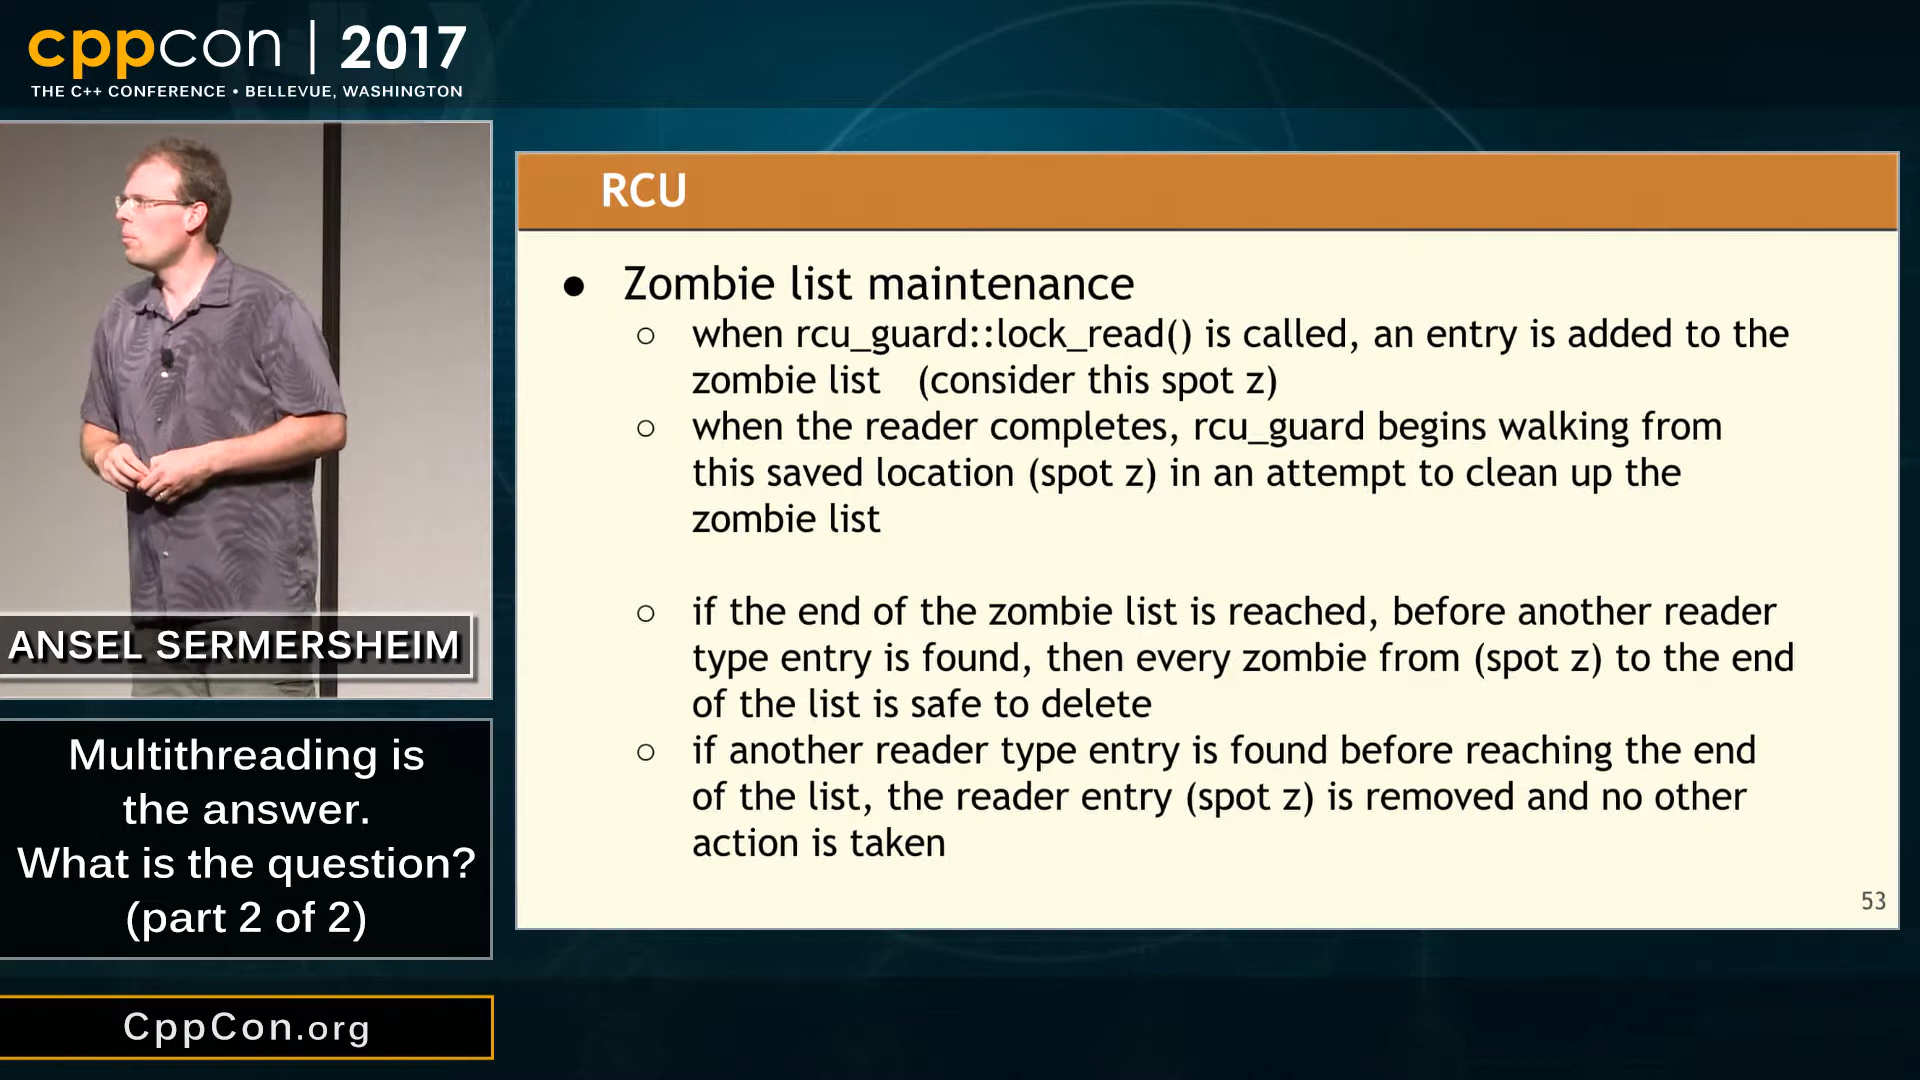 cppcon | 2017
THE C++ CONFERENCE • BELLEVUE, WASHINGTON
ANSEL SERMERSHEIM
Multithreading is
the answer.
What is the question?
(part 2 of 2)
CppCon.org
RCU
● Zombie list maintenance
○ when rcu_guard::lock_read() is called, an entry is added to the
zombie list (consider this spot z)
○ when the reader completes, rcu_guard begins walking from
this saved location (spot z) in an attempt to clean up the
zombie list
○ if the end of the zombie list is reached, before another reader
type entry is found, then every zombie from (spot z) to the end
of the list is safe to delete
○ if another reader type entry is found before reaching the end
of the list, the reader entry (spot z) is removed and no other
action is taken
53